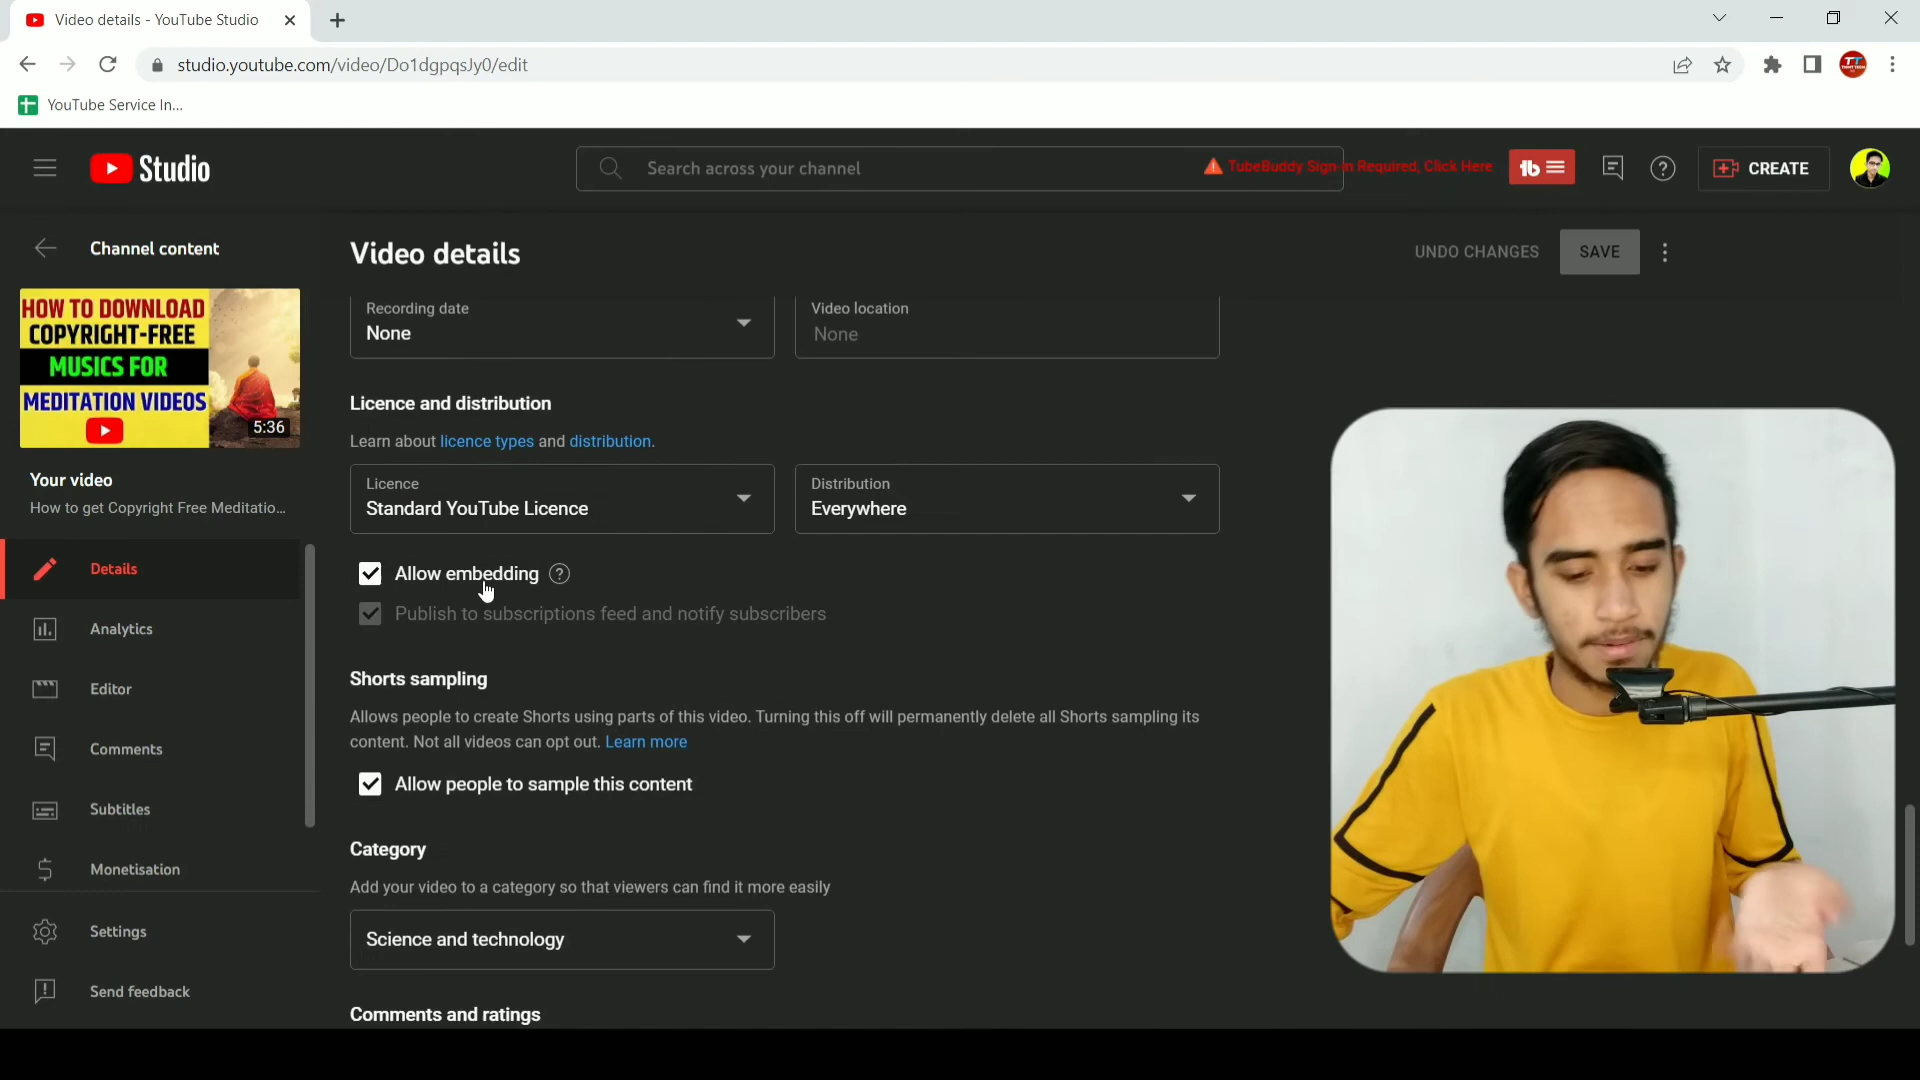 Video details - YouTube Studio
studio.youtube.com/video/Do1dgpqsJy0/edit
YouTube Service In...
Studio
Search across your channel
TubeBuddy Sign-in Required, Click Here
tb
CREATE
Channel content
Video details
UNDO CHANGES
SAVE
HOW TO DOWNLOAD
COPYRIGHT-FREE
MUSICS FOR
MEDITATION VIDEOS
5:36
Your video
How to get Copyright Free Meditatio...
Details
Analytics
Editor
Comments
Subtitles
Monetisation
Settings
Send feedback
Recording date
None
Video location
None
Licence and distribution
Learn about licence types and distribution.
Licence
Standard YouTube Licence
Distribution
Everywhere
Allow embedding
Publish to subscriptions feed and notify subscribers
Shorts sampling
Allows people to create Shorts using parts of this video. Turning this off will permanently delete all Shorts sampling its
content. Not all videos can opt out. Learn more
Allow people to sample this content
Category
Add your video to a category so that viewers can find it more easily
Science and technology
Comments and ratings